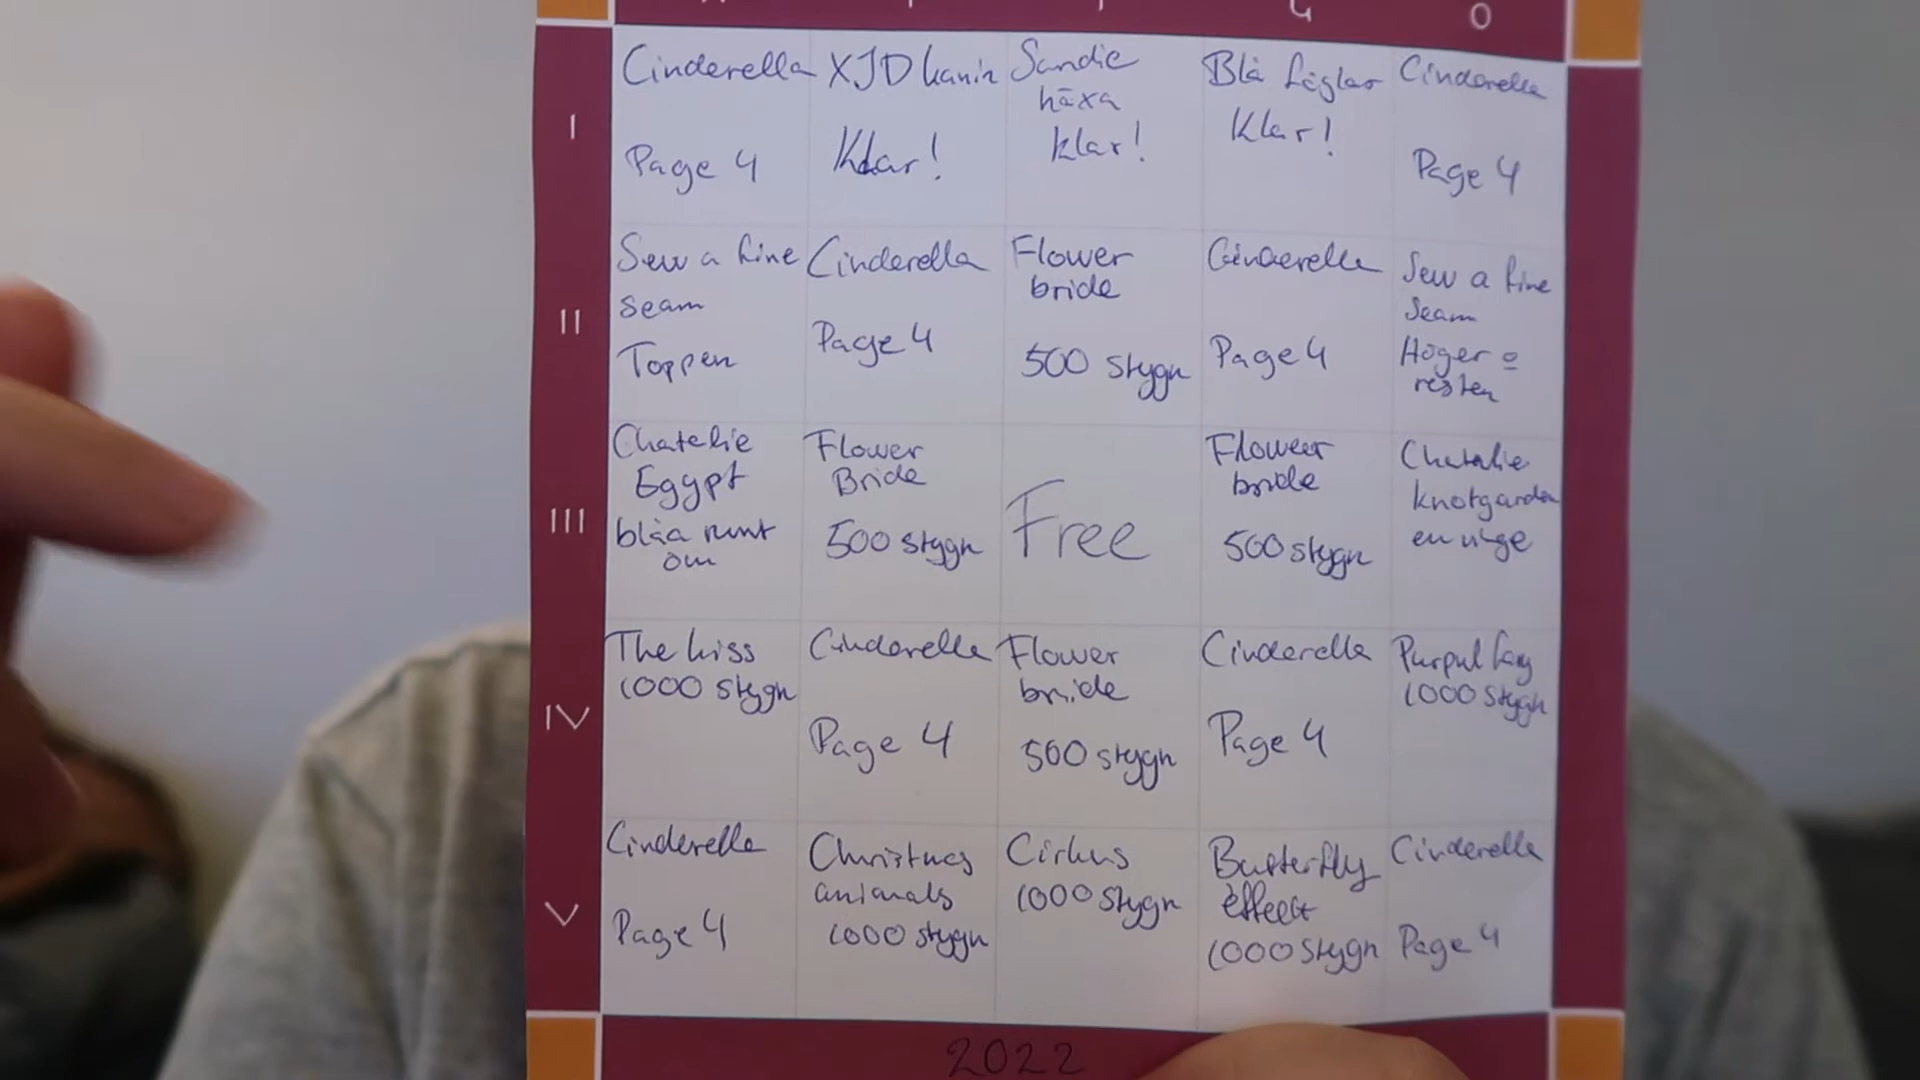 G O
I
Cinderella
Page 4
XJD kanin
Klar!
Sandie
häxa
klar!
Blå fåglar
Klar!
Cinderella
Page 4
II
Sew a fine
seam
Toppen
Cinderella
Page 4
Flower
bride
500 stygn
Cinderella
Page 4
Sew a fine
Seam
Höger o
resten
III
Chatelie
Egypt
blåa runt
om
Flower
Bride
500 stygn
Free
Floweer
bride
500 stygn
Chatalie
knotgarden
en
IV
The kiss
1000 stygn
Cinderella
Page 4
Flower
bride
500 stygn
Cinderella
Page 4
Purpul
1000 stygn
V
Cinderella
Page 4
Christmas
animals
1000 stygn
Cirkus
1000 stygn
Butterfly
effect
1000 stygn
Cinderella
Page 4
2022